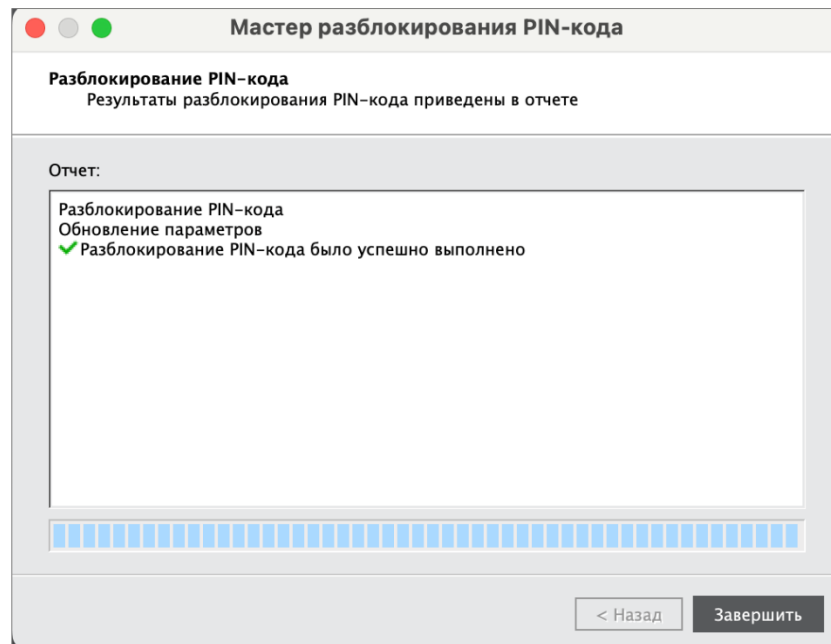 Мастер разблокирования PIN-кода
Разблокирование PIN-кода
Результаты разблокирования PIN-кода приведены в отчете
Отчет:
Разблокирование PIN-кода
Обновление параметров
Разблокирование PIN-кода было успешно выполнено
< Назад
Завершить